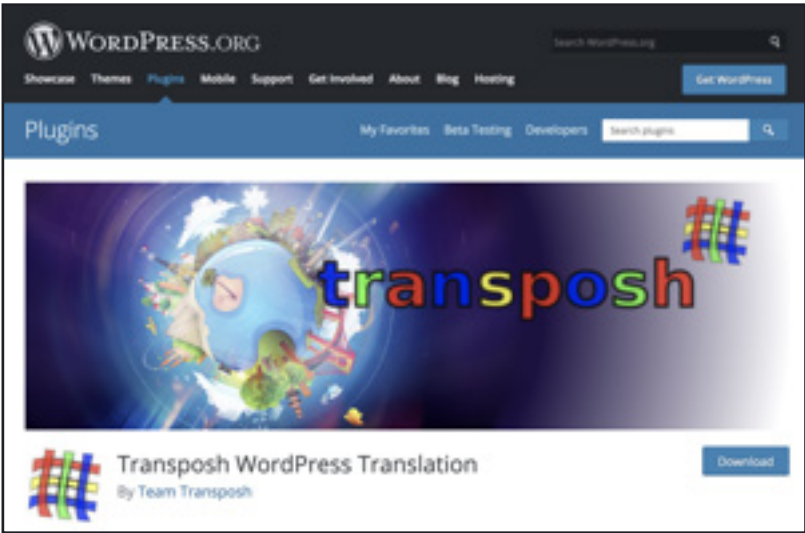 WORDPRESS.ORG
Search WordPress.org
Showcase Themes Plugins Mobile Support Get Involved About Blog Hosting
Get WordPress
Plugins
My Favorites Beta Testing Developers
Search plugins
transposh
Transposh WordPress Translation
By Team Transposh
Download